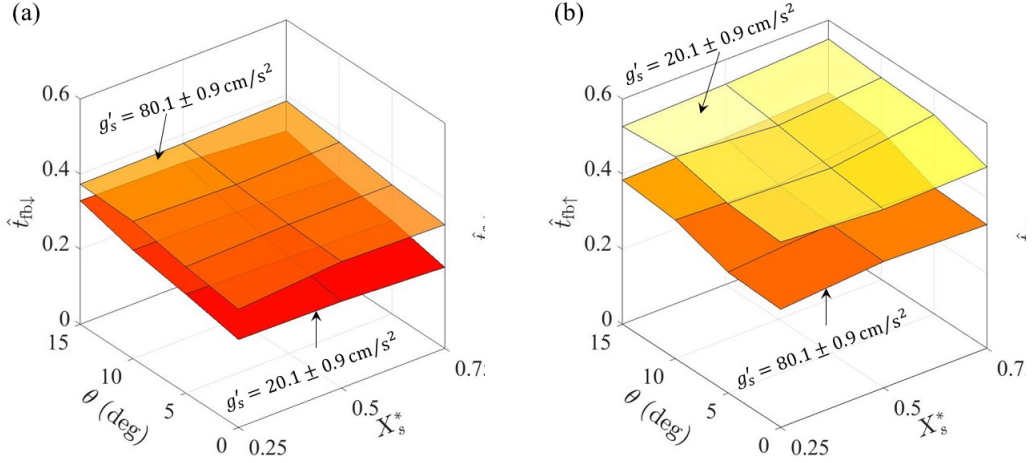 (a)
g′ₛ = 80.1 ± 0.9 cm/s²
0.6
0.4
0.2
0
t̂fb↓
15
10
5
0
θ (deg)
g′ₛ = 20.1 ± 0.9 cm/s²
0.25
0.5
0.75
X*ₛ
(b)
g′ₛ = 20.1 ± 0.9 cm/s²
0.6
0.4
0.2
0
t̂fb↑
15
10
5
0
θ (deg)
g′ₛ = 80.1 ± 0.9 cm/s²
0.25
0.5
X*ₛ